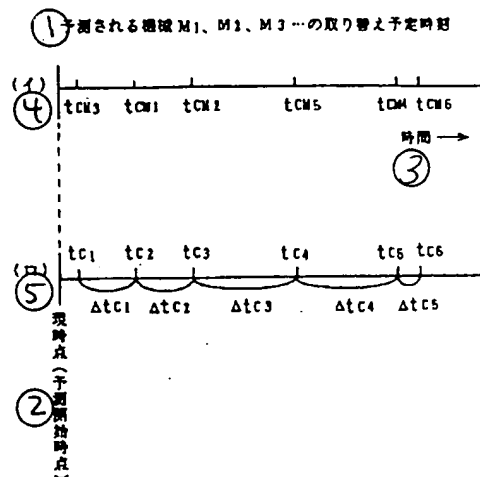 ① 予測される機械M1、M2、M3…の取り替え予定時刻
(イ)
④
tCM3 tCM1 tCM2 tCM5 tCM4 tCM6
時間 →
③
(ロ)
⑤
tC1 tC2 tC3 tC4 tC5 tC6
ΔtC1 ΔtC2 ΔtC3 ΔtC4 ΔtC5
② 現時点(予測開始時点)